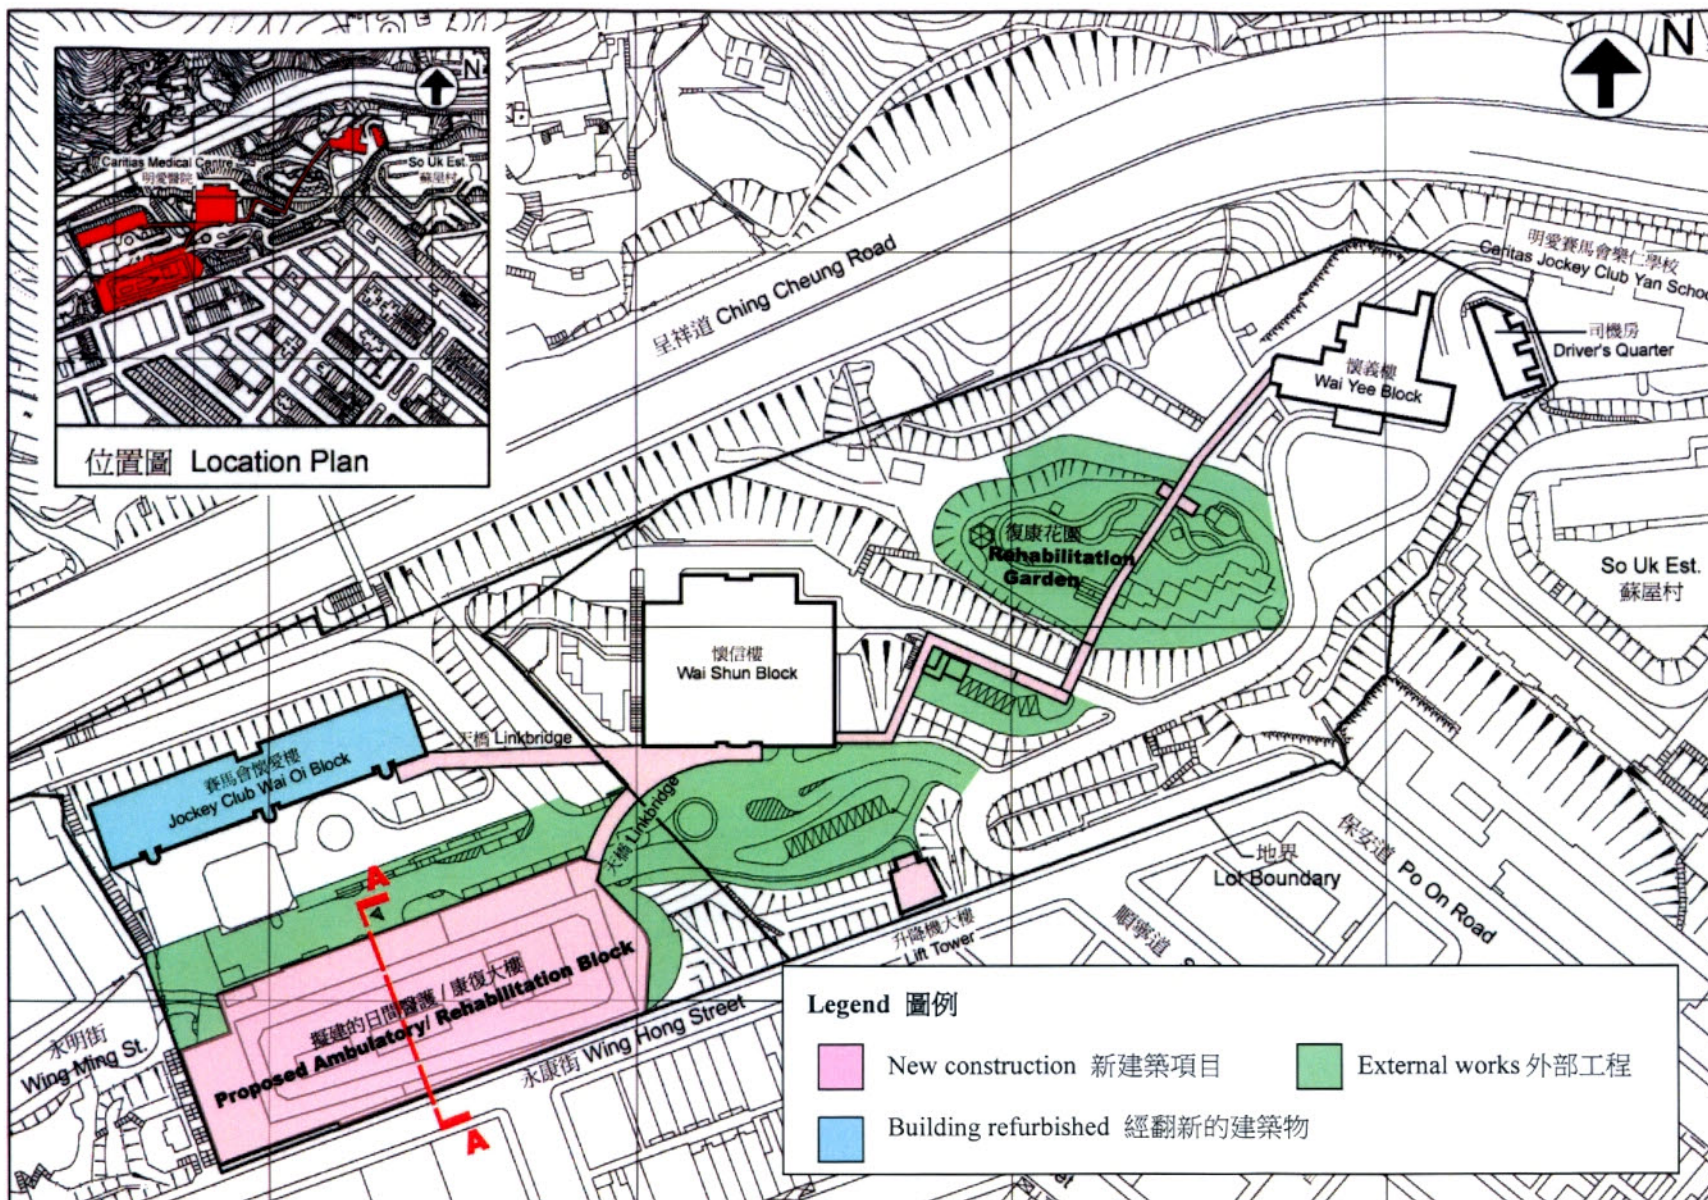 N
Caritias Medical Centre
明愛醫院
So Uk Est.
蘇屋村
位置圖 Location Plan
N
呈祥道 Ching Cheung Road
明愛賽馬會樂仁學校
Caritas Jockey Club Yan Schoo
司機房
Driver's Quarter
懷義樓
Wai Yee Block
復康花園
Rehabilitation
Garden
So Uk Est.
蘇屋村
懷信樓
Wai Shun Block
天橋 Linkbridge
賽馬會懷愛樓
Jockey Club Wai Oi Block
天橋 Linkbridge
地界
Lot Boundary
保安道 Po On Road
順寧道
升降機大樓
Lift Tower
A
擬建的日間醫護 / 康復大樓
Proposed Ambulatory/ Rehabilitation Block
永明街
Wing Ming St.
永康街 Wing Hong Street
A
Legend 圖例
New construction 新建築項目
External works 外部工程
Building refurbished 經翻新的建築物